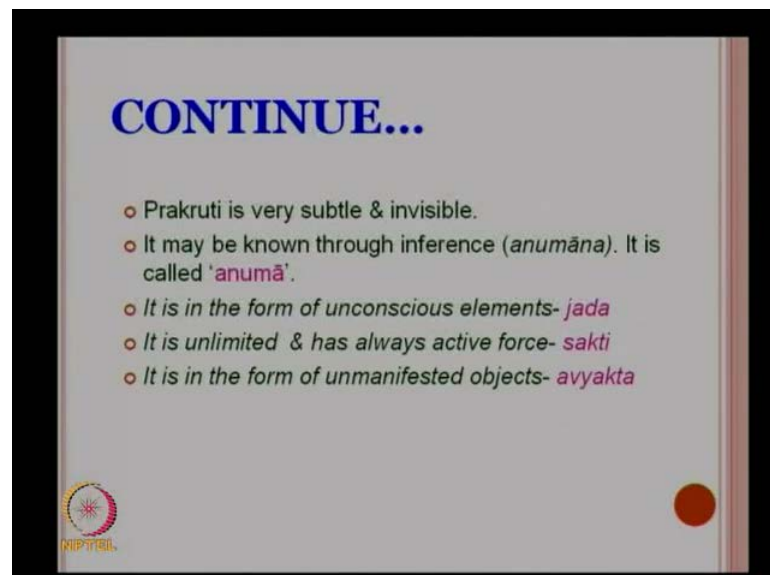 CONTINUE...
Prakruti is very subtle & invisible.
It may be known through inference (anumāna). It is
called ‘anumā’.
It is in the form of unconscious elements- jada
It is unlimited & has always active force- sakti
It is in the form of unmanifested objects- avyakta
NPTEL